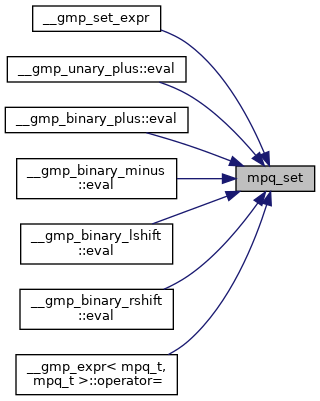 __gmp_set_expr
__gmp_unary_plus::eval
__gmp_binary_plus::eval
__gmp_binary_minus
::eval
mpq_set
__gmp_binary_lshift
::eval
__gmp_binary_rshift
::eval
__gmp_expr< mpq_t,
mpq_t >::operator=